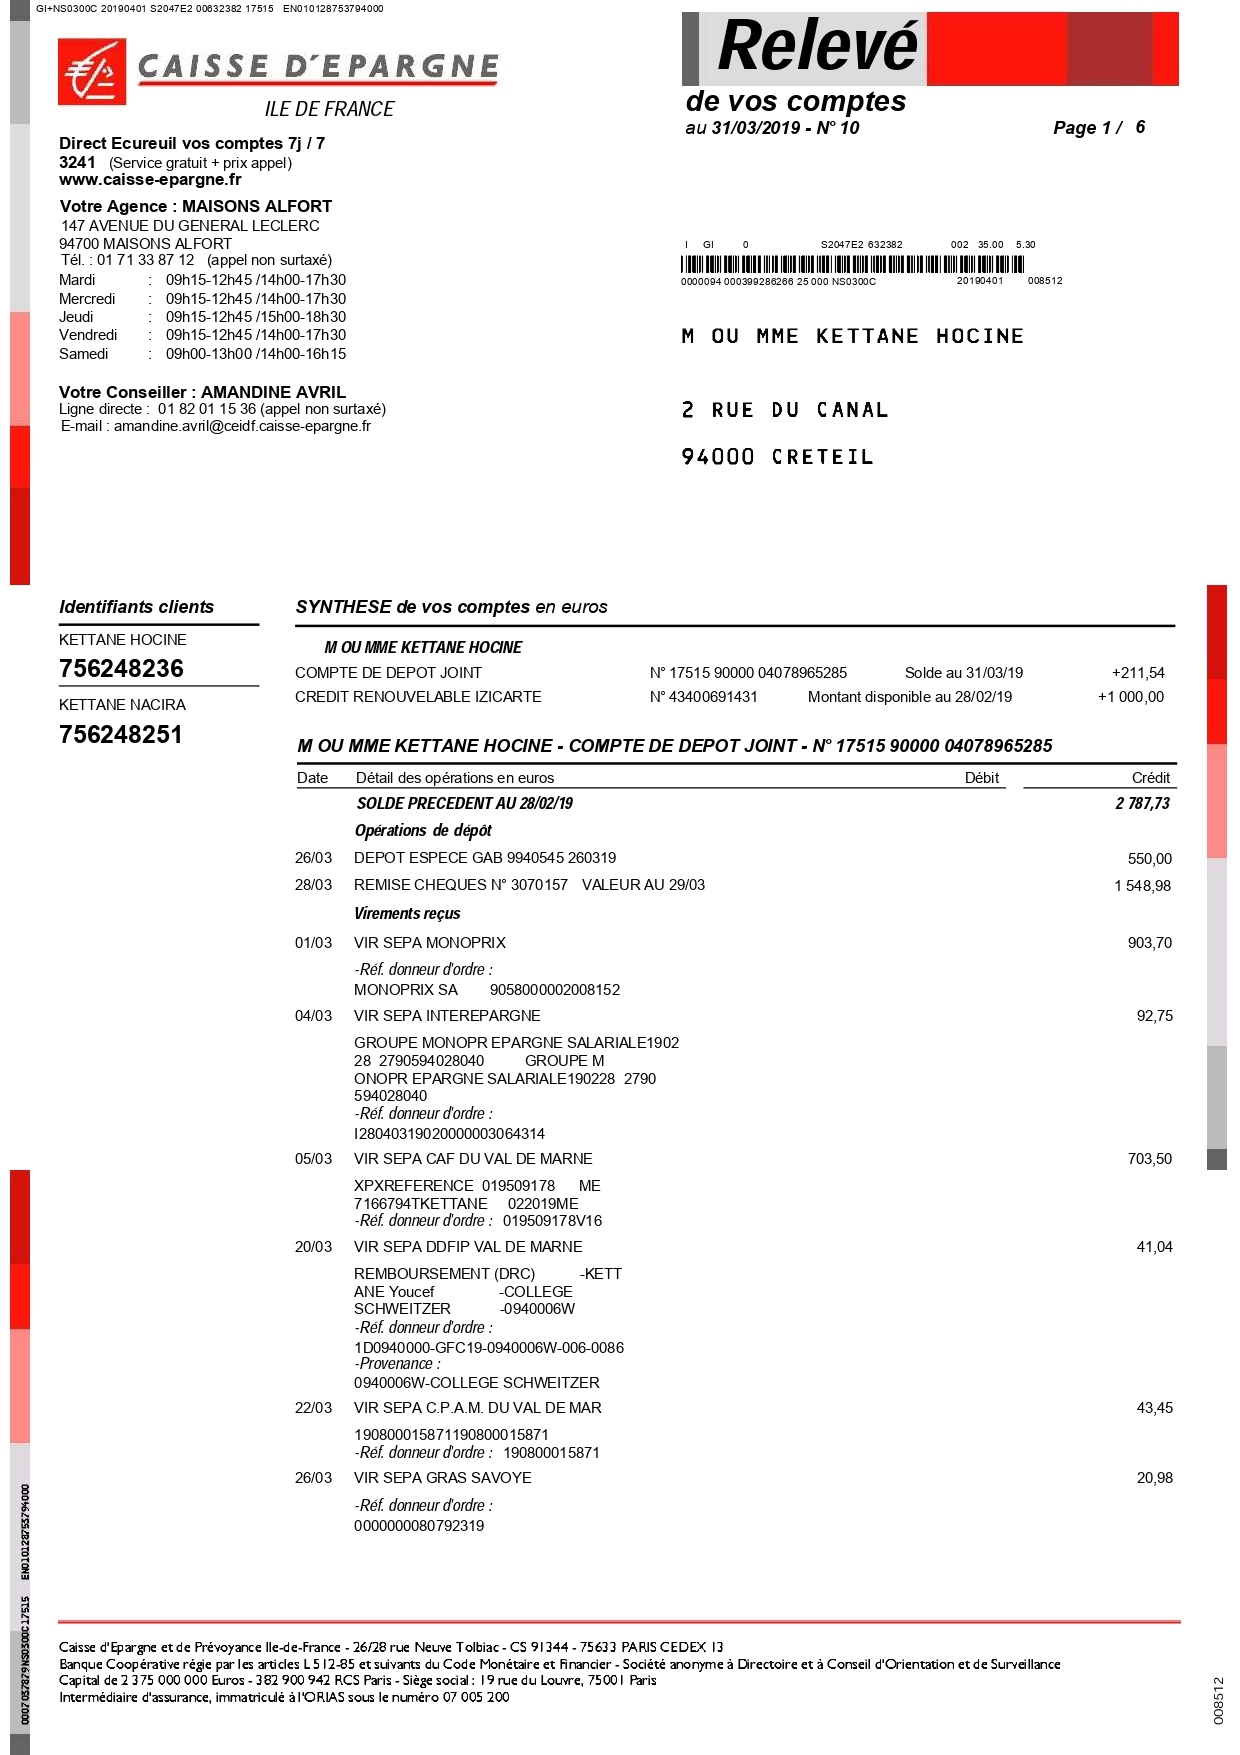 GI+NS0300C 20190401 S2047E2 00632382 17515 EN010128753794000
CAISSE D'EPARGNE
ILE DE FRANCE
Relevé
de vos comptes
au 31/03/2019 - N° 10
Page 1 / 6
Direct Ecureuil vos comptes 7j / 7
3241 (Service gratuit + prix appel)
www.caisse-epargne.fr
Votre Agence : MAISONS ALFORT
147 AVENUE DU GENERAL LECLERC
94700 MAISONS ALFORT
Tél. : 01 71 33 87 12 (appel non surtaxé)
Mardi : 09h15-12h45 /14h00-17h30
Mercredi : 09h15-12h45 /14h00-17h30
Jeudi : 09h15-12h45 /15h00-18h30
Vendredi : 09h15-12h45 /14h00-17h30
Samedi : 09h00-13h00 /14h00-16h15
Votre Conseiller : AMANDINE AVRIL
Ligne directe : 01 82 01 15 36 (appel non surtaxé)
E-mail : amandine.avril@ceidf.caisse-epargne.fr
I GI 0 S2047E2 632382 002 35.00 5.30
0000094 000399286266 25 000 NS0300C 20190401 008512
M OU MME KETTANE HOCINE
2 RUE DU CANAL
94000 CRETEIL
Identifiants clients
KETTANE HOCINE
756248236
KETTANE NACIRA
756248251
SYNTHESE de vos comptes en euros
M OU MME KETTANE HOCINE
COMPTE DE DEPOT JOINT N° 17515 90000 04078965285 Solde au 31/03/19 +211,54
CREDIT RENOUVELABLE IZICARTE N° 43400691431 Montant disponible au 28/02/19 +1 000,00
M OU MME KETTANE HOCINE - COMPTE DE DEPOT JOINT - N° 17515 90000 04078965285
Date Détail des opérations en euros Débit Crédit
SOLDE PRECEDENT AU 28/02/19 2 787,73
Opérations de dépôt
26/03 DEPOT ESPECE GAB 9940545 260319 550,00
28/03 REMISE CHEQUES N° 3070157 VALEUR AU 29/03 1 548,98
Virements reçus
01/03 VIR SEPA MONOPRIX 903,70
-Réf. donneur d'ordre :
MONOPRIX SA 9058000002008152
04/03 VIR SEPA INTEREPARGNE 92,75
GROUPE MONOPR EPARGNE SALARIALE1902
28 2790594028040 GROUPE M
ONOPR EPARGNE SALARIALE190228 2790
594028040
-Réf. donneur d'ordre :
I280403190200000003064314
05/03 VIR SEPA CAF DU VAL DE MARNE 703,50
XPXREFERENCE 019509178 ME
7166794TKETTANE 022019ME
-Réf. donneur d'ordre : 019509178V16
20/03 VIR SEPA DDFIP VAL DE MARNE 41,04
REMBOURSEMENT (DRC) -KETT
ANE Youcef -COLLEGE
SCHWEITZER -0940006W
-Réf. donneur d'ordre :
1D0940000-GFC19-0940006W-006-0086
-Provenance :
0940006W-COLLEGE SCHWEITZER
22/03 VIR SEPA C.P.A.M. DU VAL DE MAR 43,45
190800015871190800015871
-Réf. donneur d'ordre : 190800015871
26/03 VIR SEPA GRAS SAVOYE 20,98
-Réf. donneur d'ordre :
0000000080792319
Caisse d'Epargne et de Prévoyance Ile-de-France - 26/28 rue Neuve Tolbiac - CS 91344 - 75633 PARIS CEDEX 13
Banque Coopérative régie par les articles L 512-85 et suivants du Code Monétaire et Financier - Société anonyme à Directoire et à Conseil d'Orientation et de Surveillance
Capital de 2 375 000 000 Euros - 382 900 942 RCS Paris - Siège social : 19 rue du Louvre, 75001 Paris
Intermédiaire d'assurance, immatriculé à l'ORIAS sous le numéro 07 005 200
0007057879NS0300C17515 EN010128753794000
008512